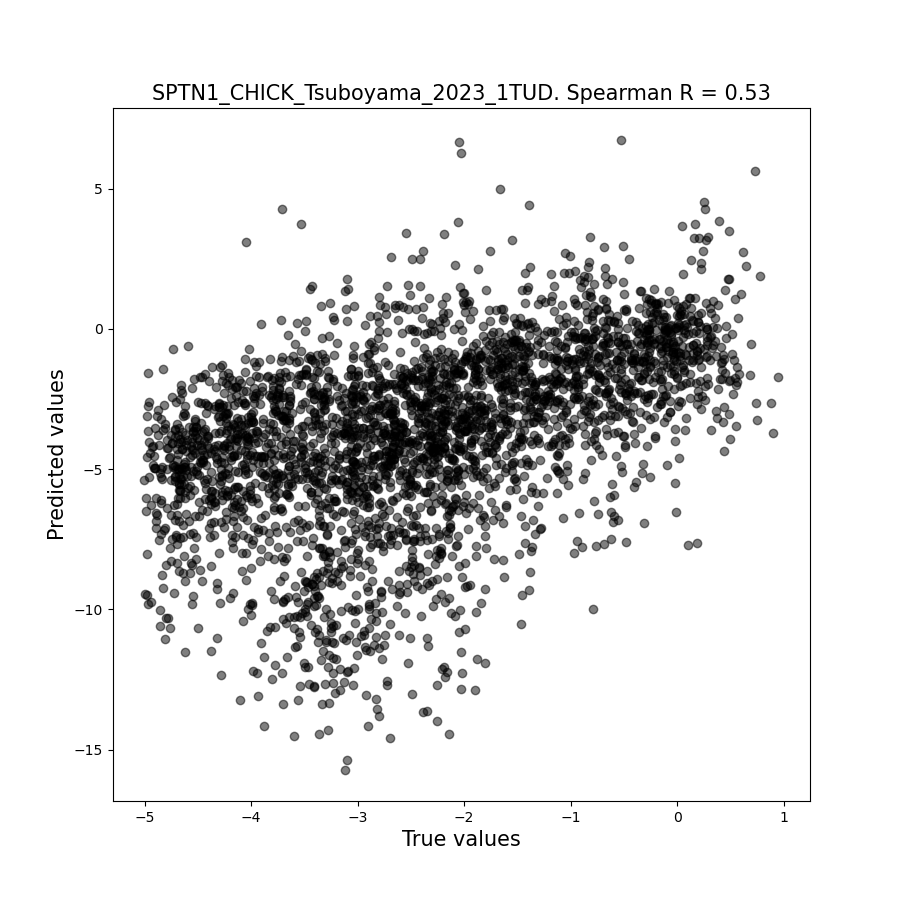 SPTN1_CHICK_Tsuboyama_2023_1TUD. Spearman R = 0.53
Predicted values
5
0
−5
−10
−15
−5 −4 −3 −2 −1 0 1
True values